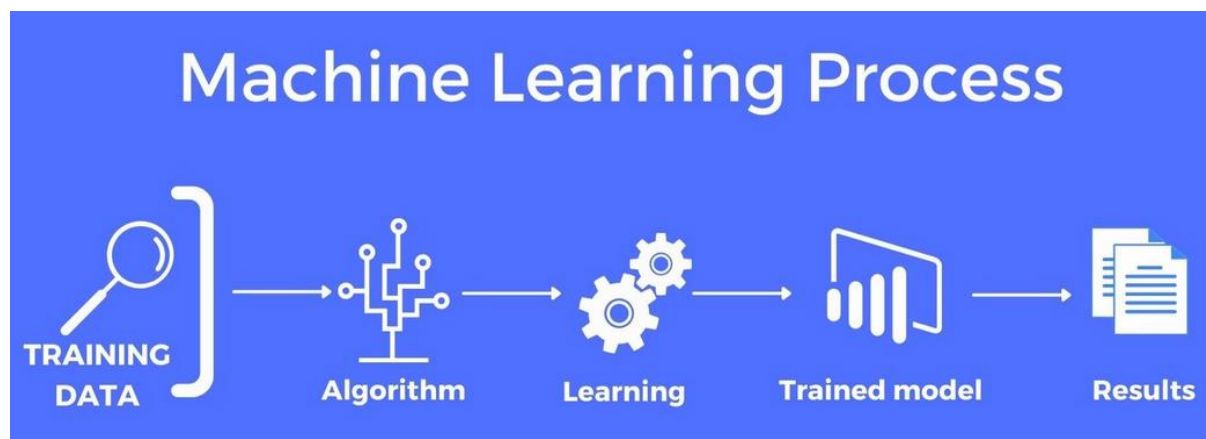 Machine Learning Process
TRAINING
DATA
Algorithm
Learning
Trained model
Results